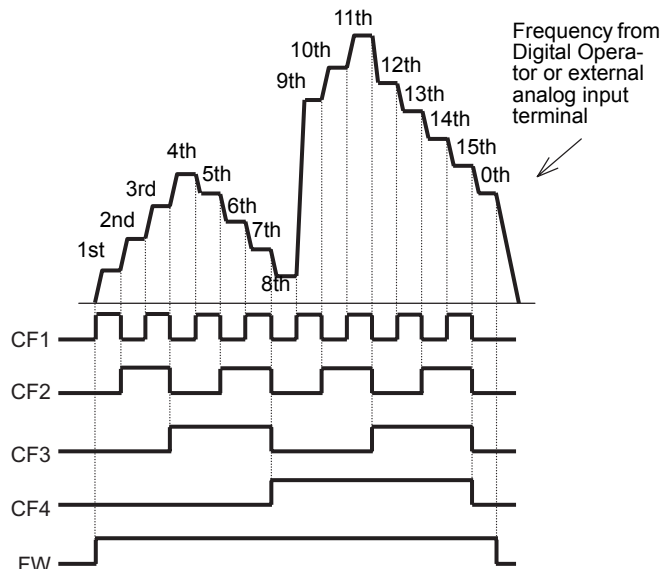 11th
10th
9th
12th
13th
14th
15th
0th
Frequency from
Digital Opera-
tor or external
analog input
terminal
4th
3rd
5th
2nd
6th
1st
7th
8th
CF1
CF2
CF3
CF4
FW